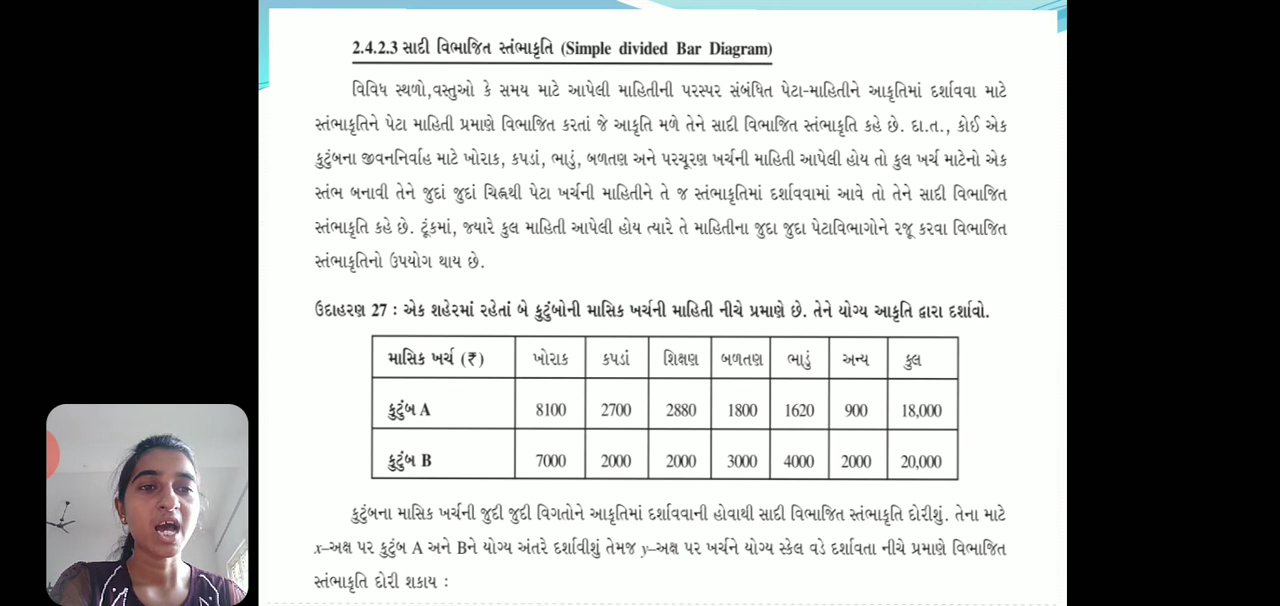 2.4.2.3 સાદી વિભાજિત સ્તંભાકૃતિ (Simple divided Bar Diagram)
વિવિધ સ્થળો,વસ્તુઓ કે સમય માટે આપેલી માહિતીની પરસ્પર સંબંધિત પેટા-માહિતીને આકૃતિમાં દર્શાવવા માટે
સ્તંભાકૃતિને પેટા માહિતી પ્રમાણે વિભાજિત કરતાં જે આકૃતિ મળે તેને સાદી વિભાજિત સ્તંભાકૃતિ કહે છે. દા.ત., કોઈ એક
કુટુંબના જીવનનિર્વાહ માટે ખોરાક, કપડાં, ભાડું, બળતણ અને પરચૂરણ ખર્ચની માહિતી આપેલી હોય તો કુલ ખર્ચ માટેનો એક
સ્તંભ બનાવી તેને જુદાં જુદાં ચિહ્નથી પેટા ખર્ચની માહિતીને તે જ સ્તંભાકૃતિમાં દર્શાવવામાં આવે તો તેને સાદી વિભાજિત
સ્તંભાકૃતિ કહે છે. ટૂંકમાં, જ્યારે કુલ માહિતી આપેલી હોય ત્યારે તે માહિતીના જુદા જુદા પેટાવિભાગોને રજૂ કરવા વિભાજિત
સ્તંભાકૃતિનો ઉપયોગ થાય છે.
ઉદાહરણ 27 : એક શહેરમાં રહેતાં બે કુટુંબોની માસિક ખર્ચની માહિતી નીચે પ્રમાણે છે. તેને યોગ્ય આકૃતિ દ્વારા દર્શાવો.
માસિક ખર્ચ (₹) ખોરાક કપડાં શિક્ષણ બળતણ ભાડું અન્ય કુલ
કુટુંબ A 8100 2700 2880 1800 1620 900 18,000
કુટુંબ B 7000 2000 2000 3000 4000 2000 20,000
કુટુંબના માસિક ખર્ચની જુદી જુદી વિગતોને આકૃતિમાં દર્શાવવાની હોવાથી સાદી વિભાજિત સ્તંભાકૃતિ દોરીશું. તેના માટે
x–અક્ષ પર કુટુંબ A અને Bને યોગ્ય અંતરે દર્શાવીશું તેમજ y–અક્ષ પર ખર્ચને યોગ્ય સ્કેલ વડે દર્શાવતા નીચે પ્રમાણે વિભાજિત
સ્તંભાકૃતિ દોરી શકાય :